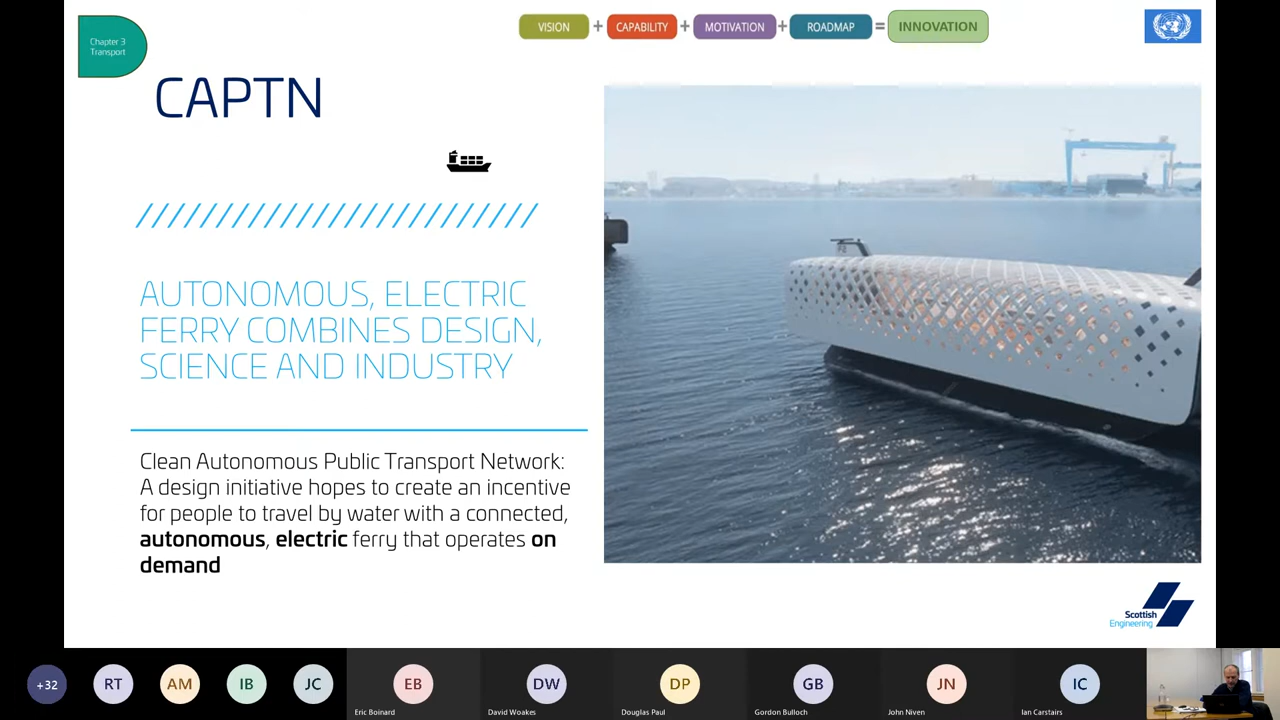 Chapter 3
Transport
VISION + CAPABILITY + MOTIVATION + ROADMAP = INNOVATION
CAPTN
AUTONOMOUS, ELECTRIC
FERRY COMBINES DESIGN,
SCIENCE AND INDUSTRY
Clean Autonomous Public Transport Network:
A design initiative hopes to create an incentive
for people to travel by water with a connected,
autonomous, electric ferry that operates on
demand
Scottish
Engineering
+32
RT
AM
IB
JC
EB
DW
DP
GB
JN
IC
Eric Boinard
David Woakes
Douglas Paul
Gordon Bulloch
John Niven
Ian Carstairs